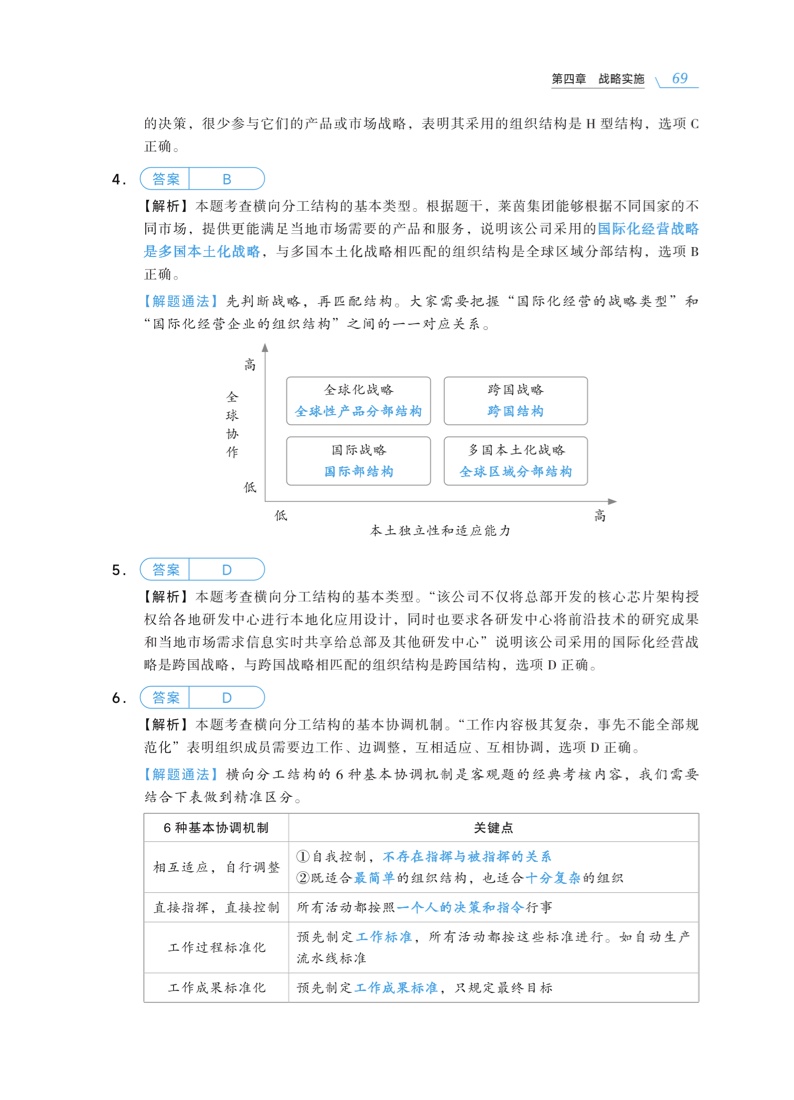 第四章 战略实施 69
的决策，很少参与它们的产品或市场战略，表明其采用的组织结构是 H 型结构，选项 C
正确。
4. 答案 B
【解析】本题考查横向分工结构的基本类型。根据题干，莱茵集团能够根据不同国家的不
同市场，提供更能满足当地市场需要的产品和服务，说明该公司采用的国际化经营战略
是多国本土化战略，与多国本土化战略相匹配的组织结构是全球区域分部结构，选项 B
正确。
【解题通法】先判断战略，再匹配结构。大家需要把握“国际化经营的战略类型”和
“国际化经营企业的组织结构”之间的一一对应关系。
高
全球协作
全球化战略
全球性产品分部结构
跨国战略
跨国结构
国际战略
国际部结构
多国本土化战略
全球区域分部结构
低
低
高
本土独立性和适应能力
5. 答案 D
【解析】本题考查横向分工结构的基本类型。“该公司不仅将总部开发的核心芯片架构授
权给各地研发中心进行本地化应用设计，同时也要求各研发中心将前沿技术的研究成果
和当地市场需求信息实时共享给总部及其他研发中心”说明该公司采用的国际化经营战
略是跨国战略，与跨国战略相匹配的组织结构是跨国结构，选项 D 正确。
6. 答案 D
【解析】本题考查横向分工结构的基本协调机制。“工作内容极其复杂，事先不能全部规
范化”表明组织成员需要边工作、边调整，互相适应、互相协调，选项 D 正确。
【解题通法】横向分工结构的 6 种基本协调机制是客观题的经典考核内容，我们需要
结合下表做到精准区分。
6 种基本协调机制 关键点
相互适应，自行调整
①自我控制，不存在指挥与被指挥的关系
②既适合最简单的组织结构，也适合十分复杂的组织
直接指挥，直接控制 所有活动都按照一个人的决策和指令行事
工作过程标准化
预先制定工作标准，所有活动都按这些标准进行。如自动生产
流水线标准
工作成果标准化 预先制定工作成果标准，只规定最终目标